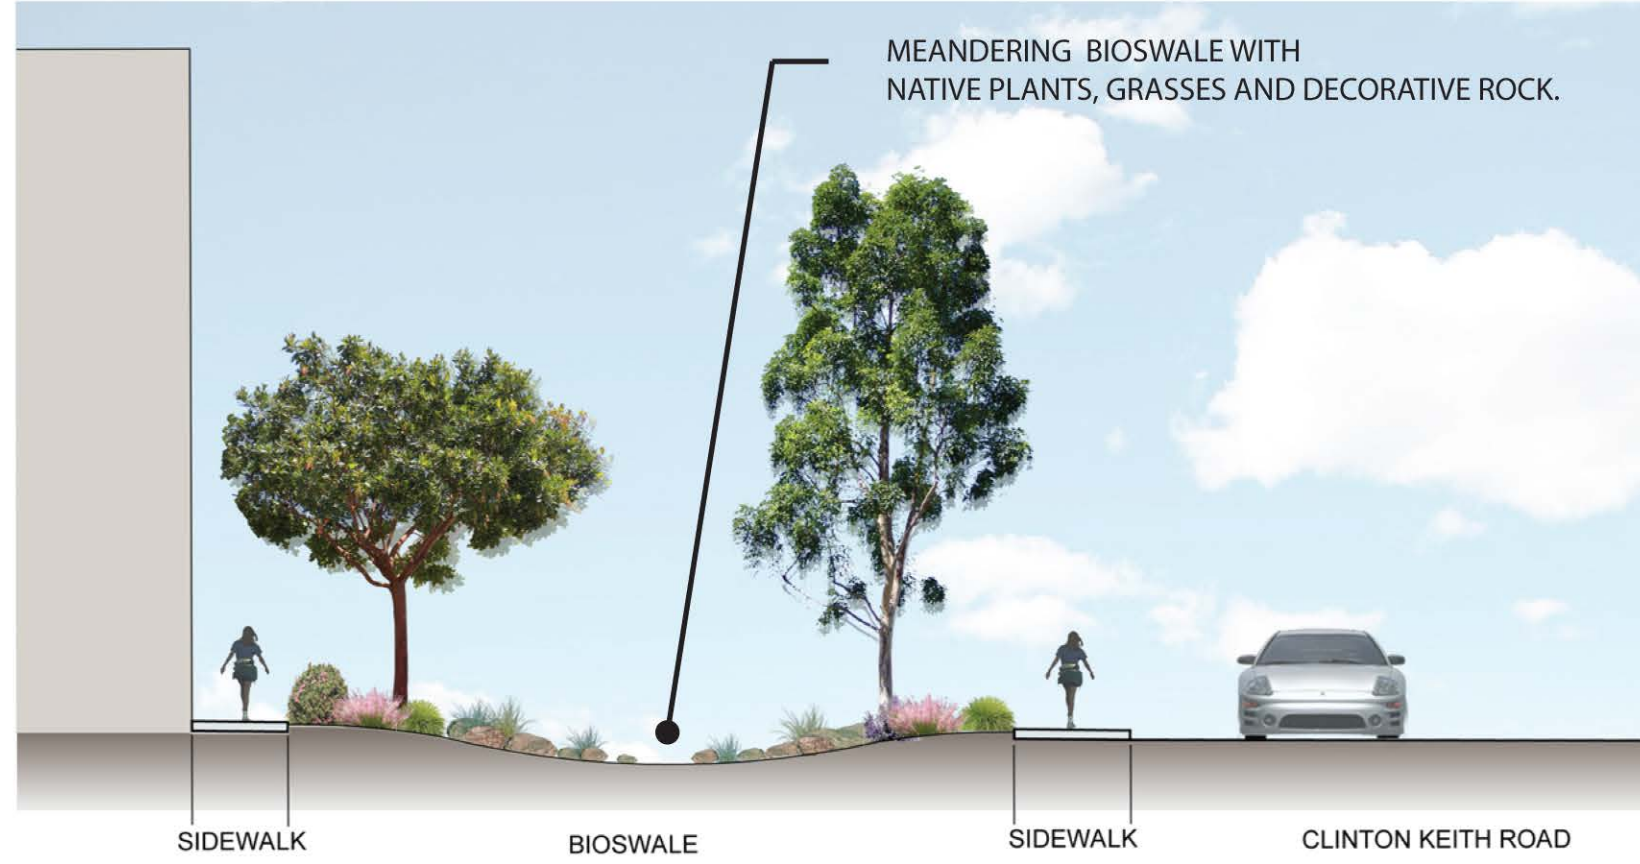 MEANDERING BIOSWALE WITH
NATIVE PLANTS, GRASSES AND DECORATIVE ROCK.
SIDEWALK
BIOSWALE
SIDEWALK
CLINTON KEITH ROAD